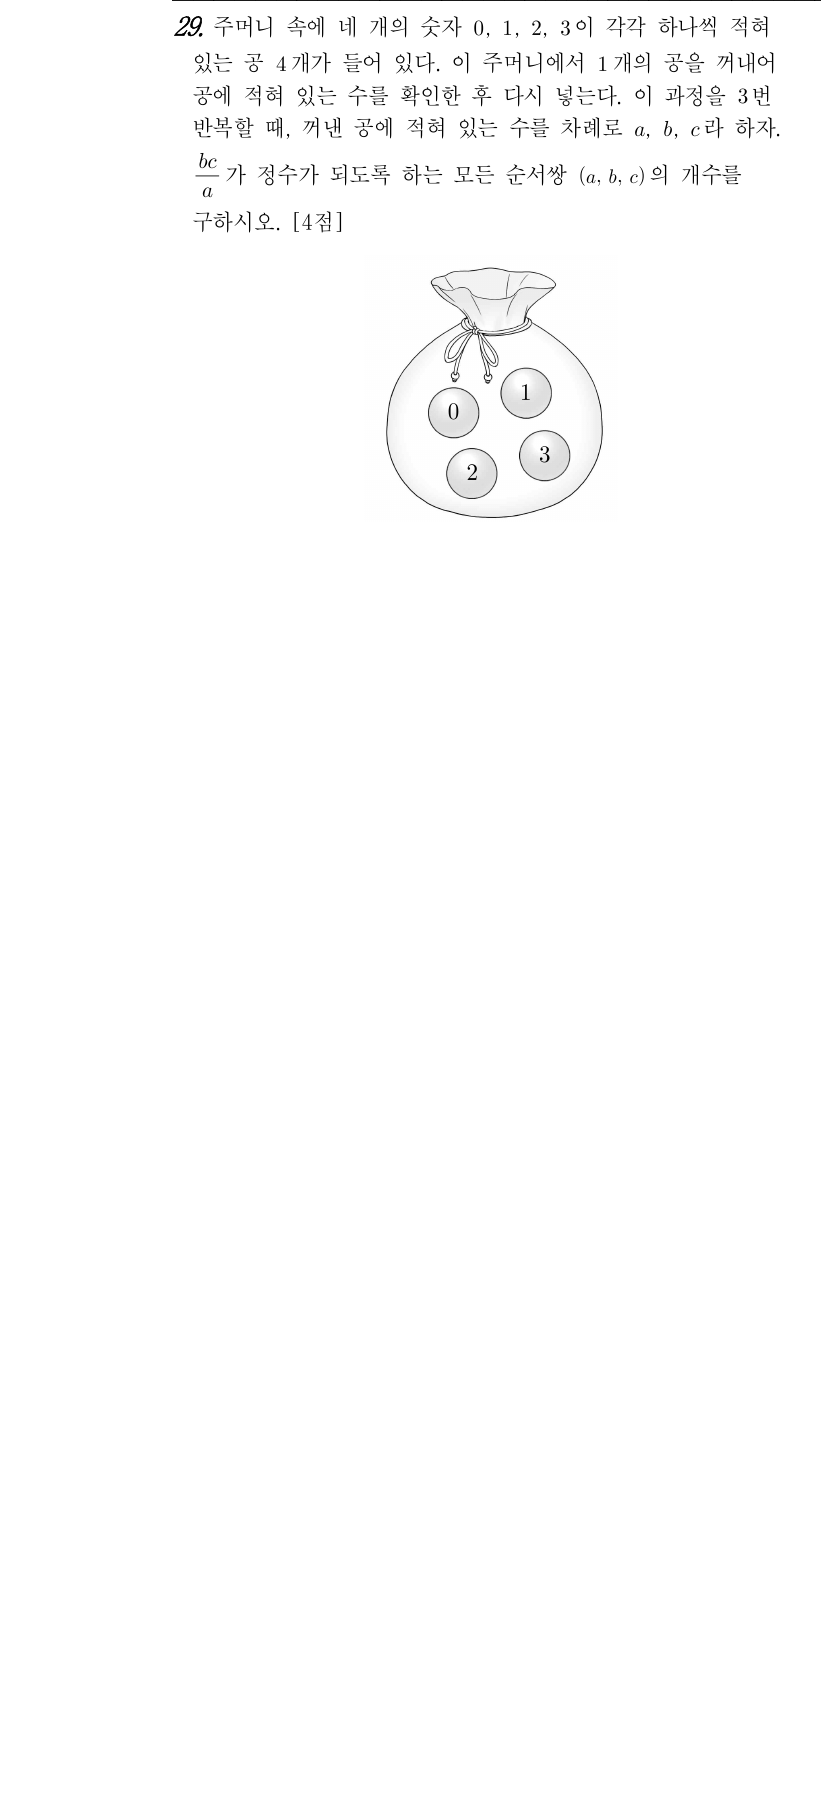 29. 주머니 속에 네 개의 숫자 0, 1, 2, 3이 각각 하나씩 적혀
있는 공 4개가 들어 있다. 이 주머니에서 1개의 공을 꺼내어
공에 적혀 있는 수를 확인한 후 다시 넣는다. 이 과정을 3번
반복할 때, 꺼낸 공에 적혀 있는 수를 차례로 a, b, c라 하자.
bc/a 가 정수가 되도록 하는 모든 순서쌍 (a, b, c)의 개수를
구하시오. [4점]
1
0
3
2